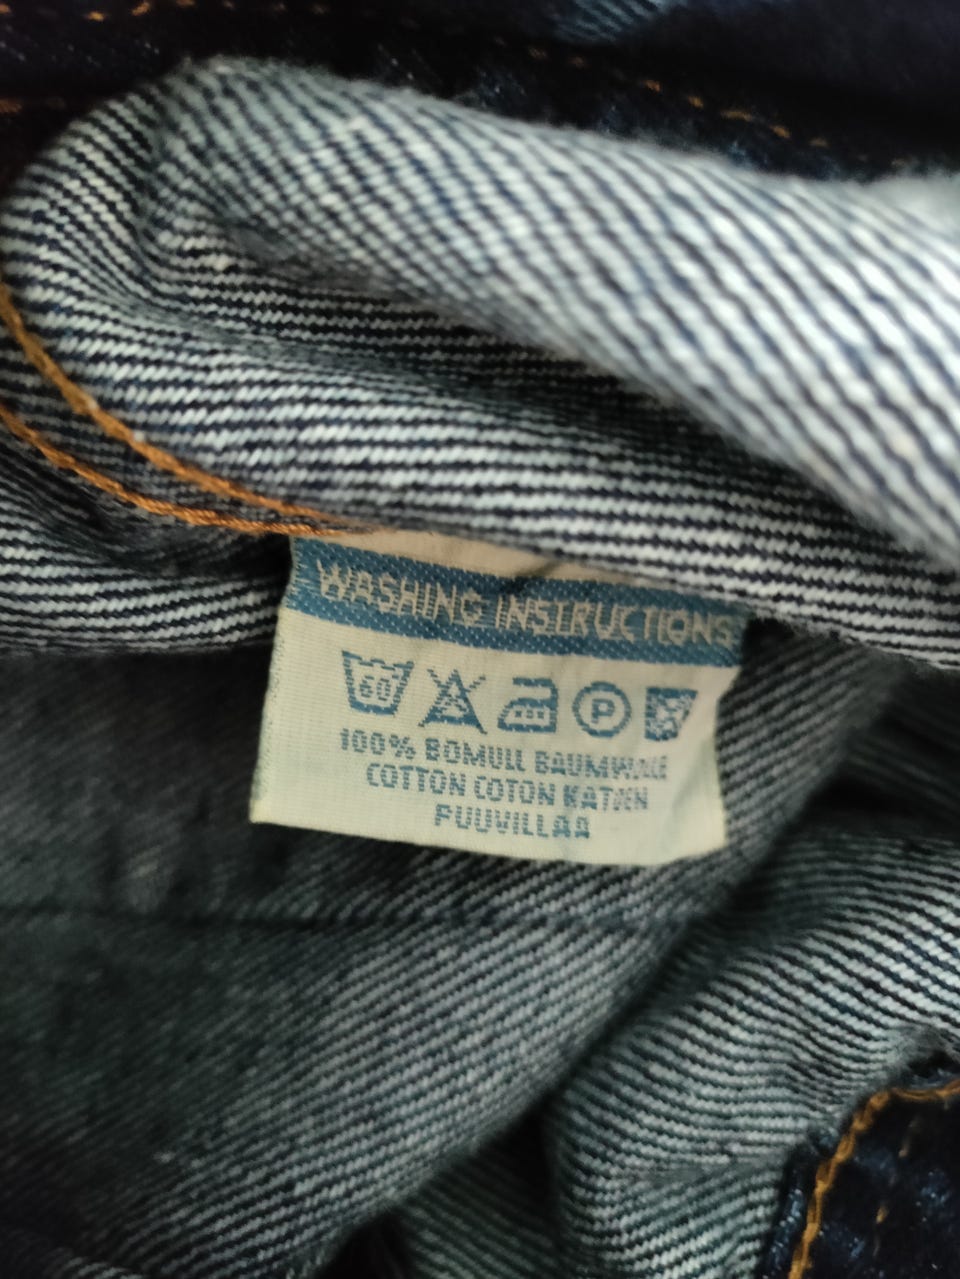 WASHING INSTRUCTIONS
60 P
100% BOMULL BAUMWOLLE
COTTON COTON KATOEN
PUUVILLAA